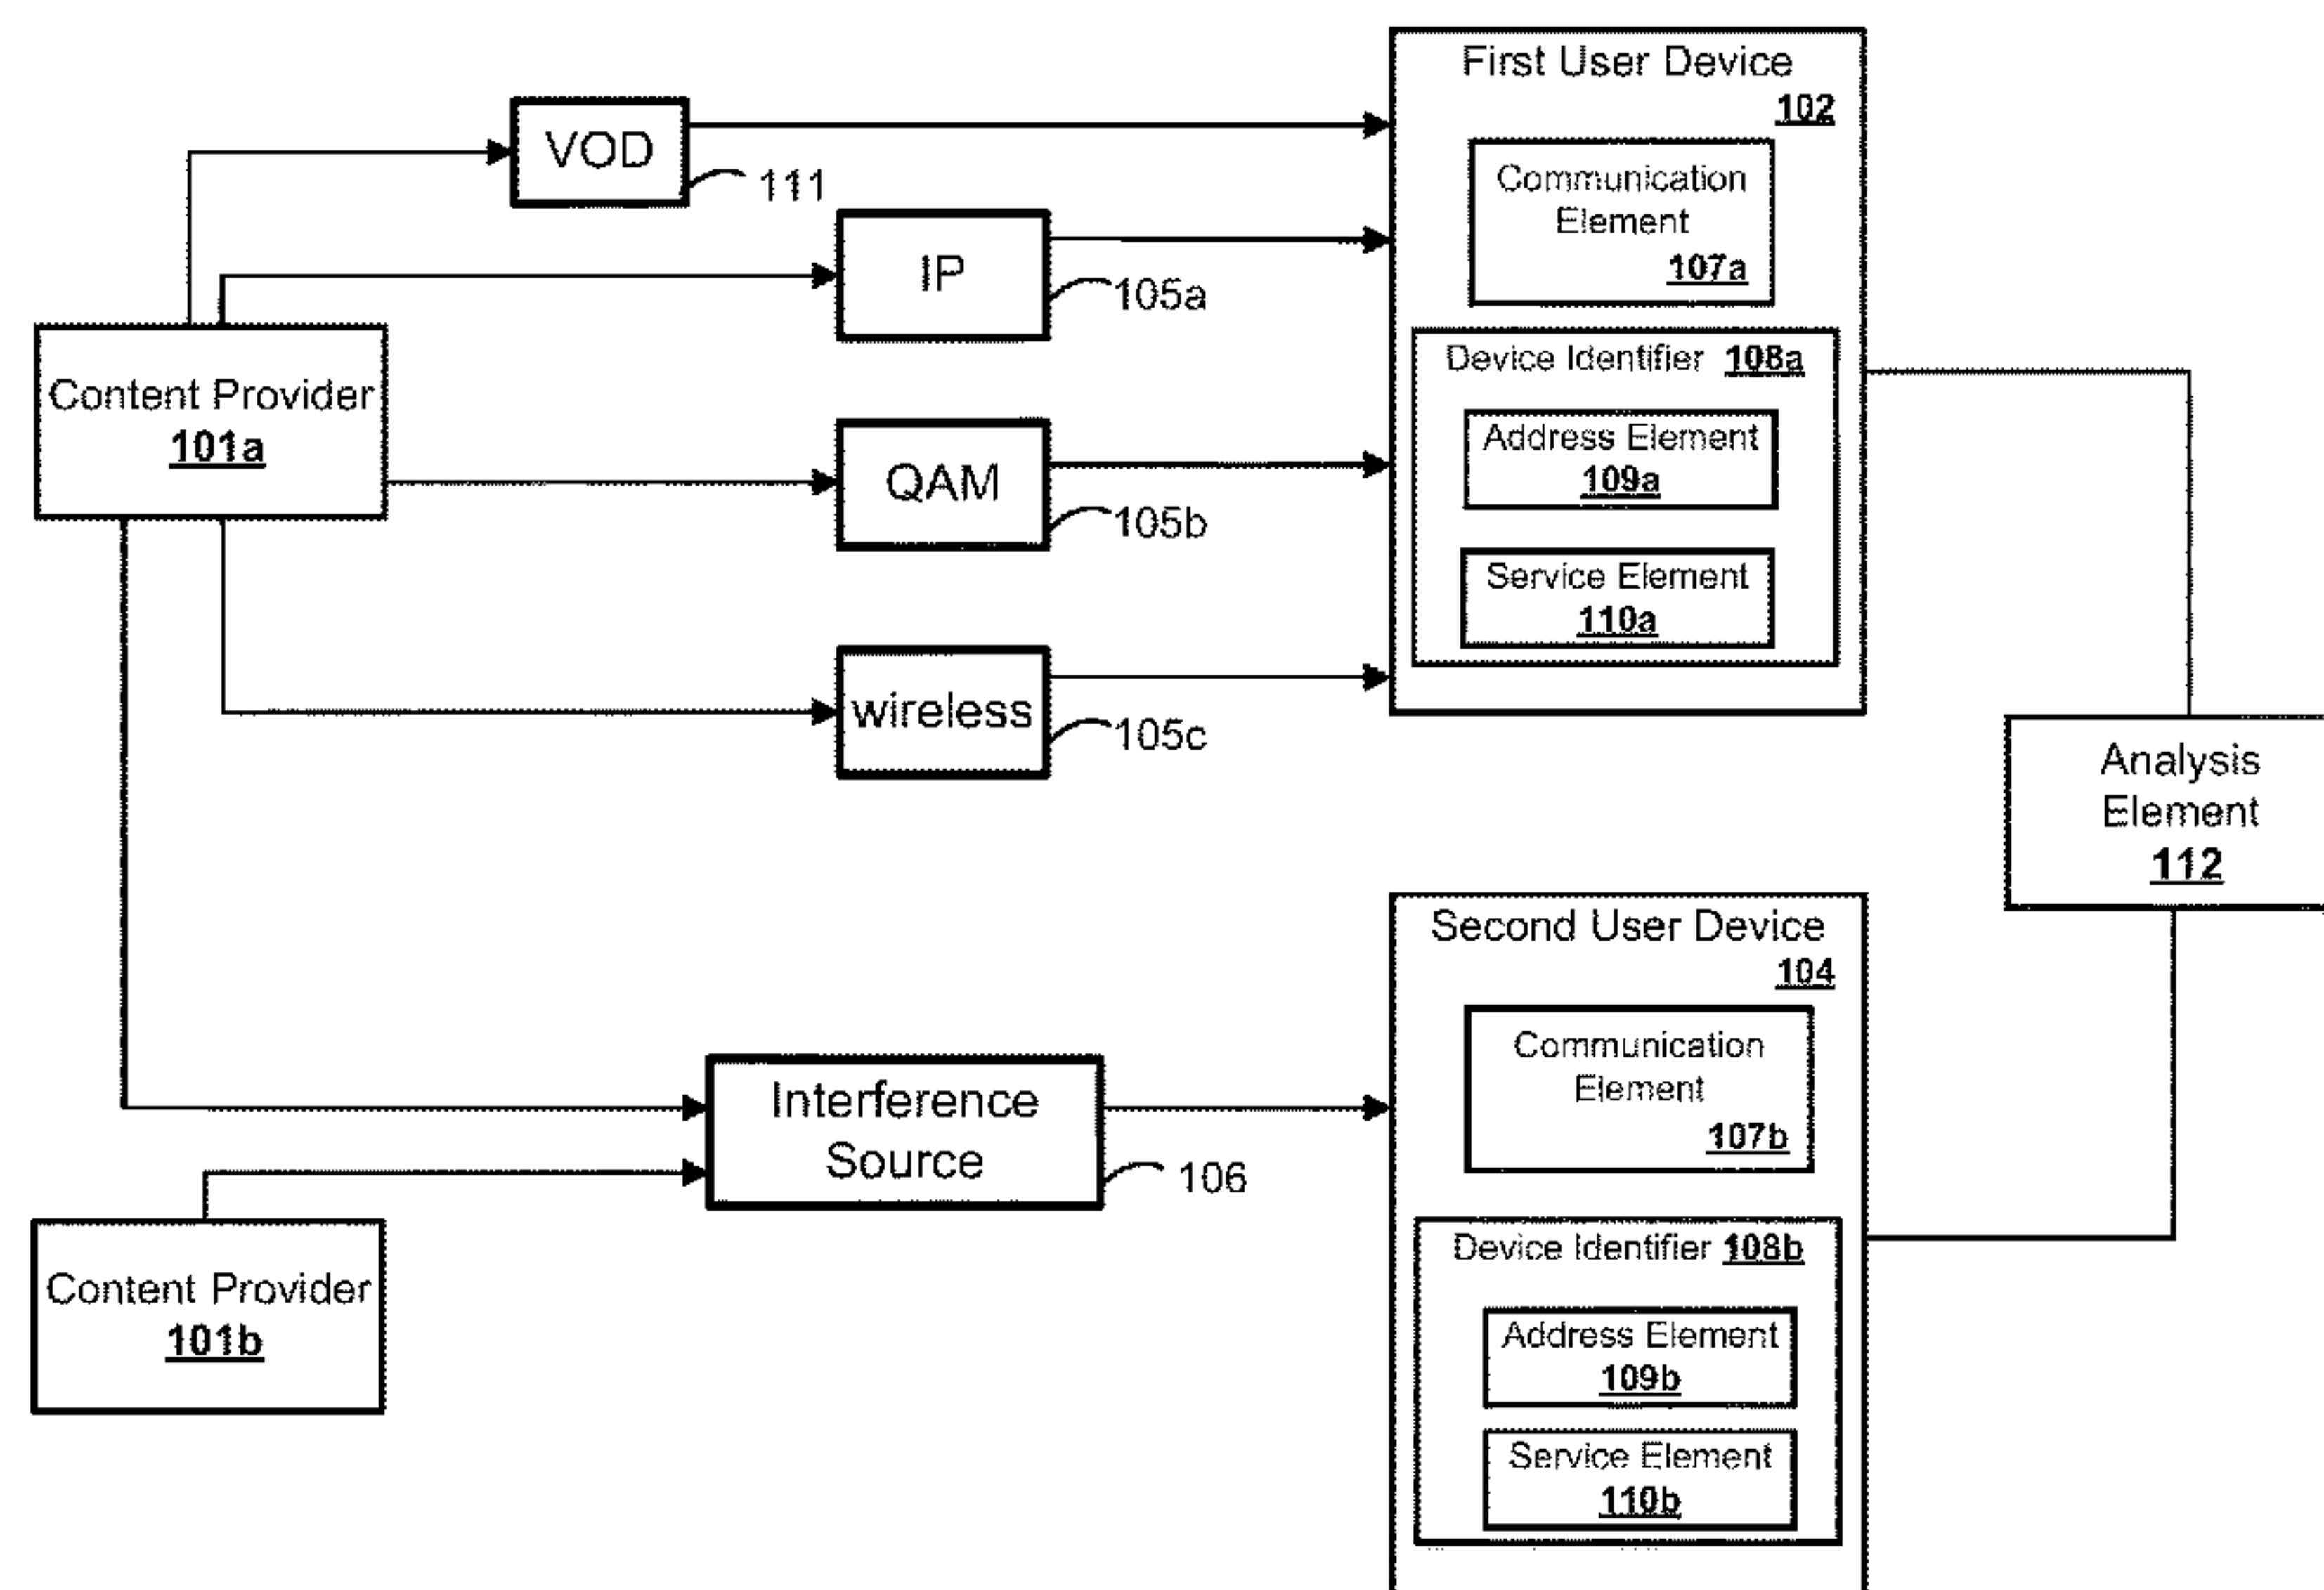 VOD
111
IP
105a
Content Provider
101a
QAM
105b
wireless
105c
First User Device
102
Communication
Element
107a
Device Identifier 108a
Address Element
109a
Service Element
110a
Analysis
Element
112
Interference
Source
106
Content Provider
101b
Second User Device
104
Communication
Element
107b
Device Identifier 108b
Address Element
109b
Service Element
110b